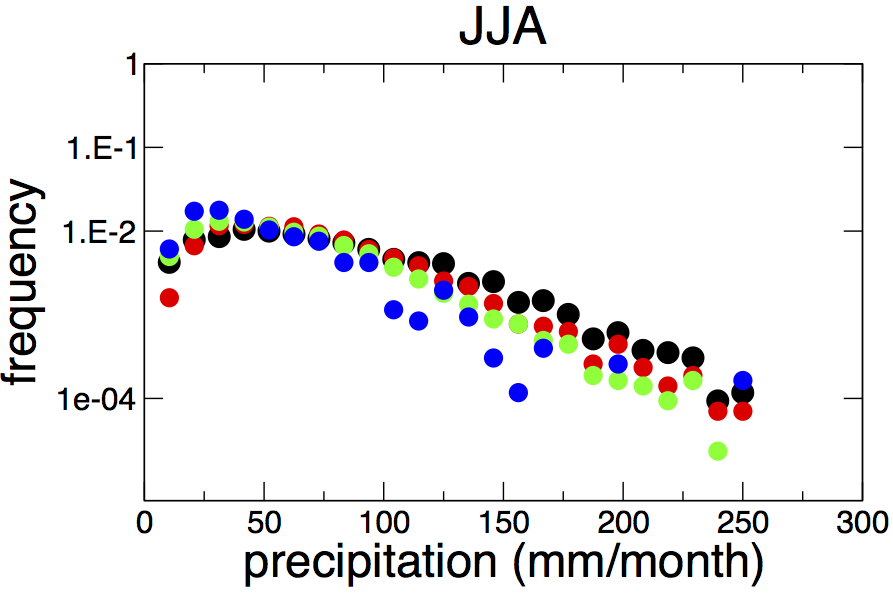 JJA
1
1.E-1
1.E-2
1e-04
frequency
0 50 100 150 200 250 300
precipitation (mm/month)